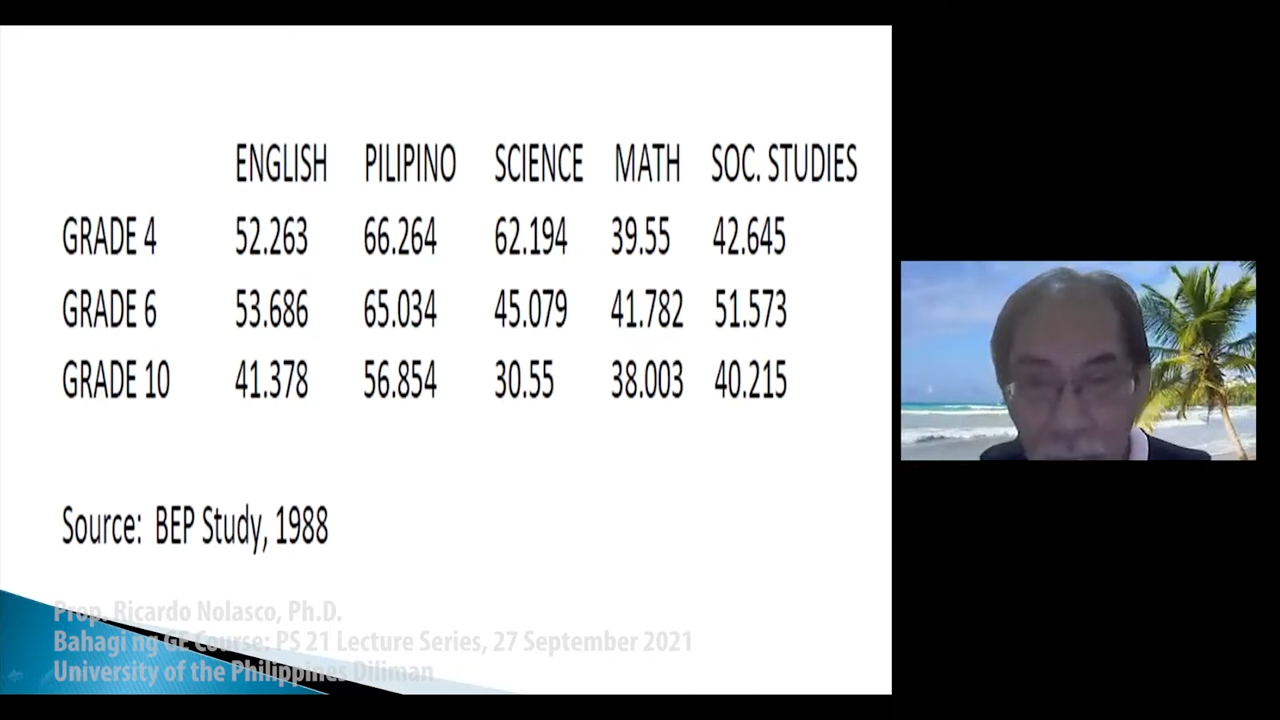 ENGLISH PILIPINO SCIENCE MATH SOC. STUDIES
GRADE 4 52.263 66.264 62.194 39.55 42.645
GRADE 6 53.686 65.034 45.079 41.782 51.573
GRADE 10 41.378 56.854 30.55 38.003 40.215
Source: BEP Study, 1988
Prop. Ricardo Nolasco, Ph.D.
Bahagi ng GE Course: PS 21 Lecture Series, 27 September 2021
University of the Philippines Diliman